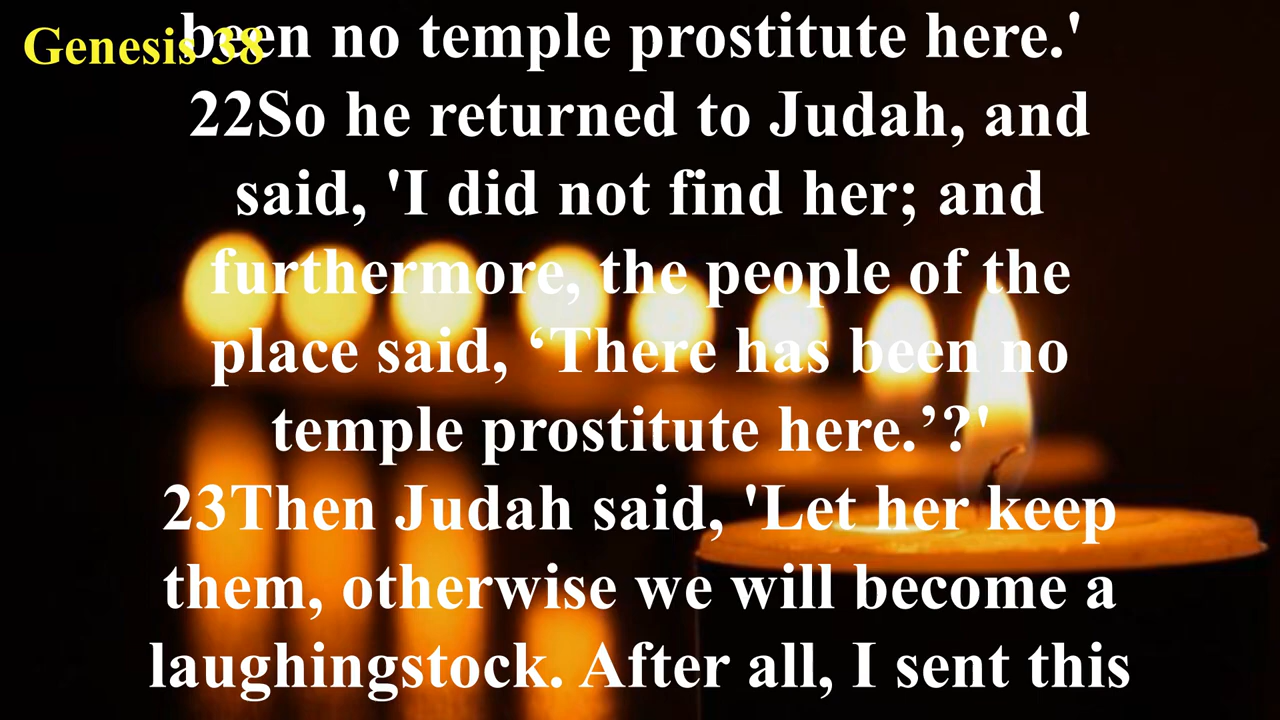 Genesis 38
been no temple prostitute here.'
22So he returned to Judah, and
said, 'I did not find her; and
furthermore, the people of the
place said, ‘There has been no
temple prostitute here.’?'
23Then Judah said, 'Let her keep
them, otherwise we will become a
laughingstock. After all, I sent this